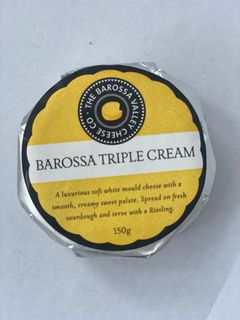 THE BAROSSA VALLEY CHEESE CO.
BAROSSA TRIPLE CREAM
A luxurious soft white mould cheese with a
smooth, creamy sweet palate. Spread on fresh
sourdough and serve with a Riesling.
150g